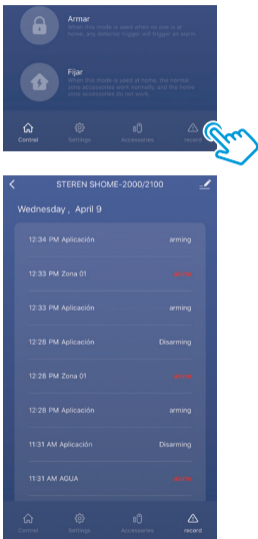 Armar
When this mode is used when no one is at
home, any detector trigger will trigger an alarm
Fijar
When this mode is used at home, the normal
zone accessories work normally, and the home
zone accessories do not work.
Control Settings Accessories record
STEREN SHOME-2000/2100
Wednesday , April 9
12:34 PM Aplicación arming
12:33 PM Zona 01
12:33 PM Aplicación arming
12:28 PM Aplicación Disarming
12:28 PM Zona 01
12:28 PM Aplicación arming
11:31 AM Aplicación Disarming
11:31 AM AGUA
Control Settings Accessories record